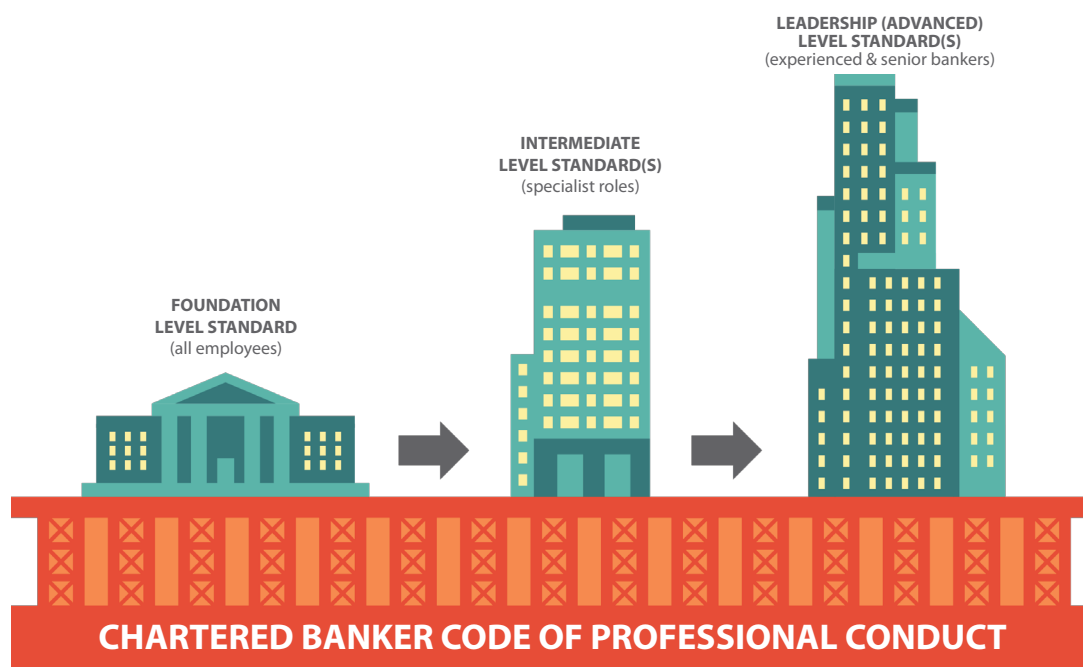 LEADERSHIP (ADVANCED)
LEVEL STANDARD(S)
(experienced & senior bankers)
INTERMEDIATE
LEVEL STANDARD(S)
(specialist roles)
FOUNDATION
LEVEL STANDARD
(all employees)
CHARTERED BANKER CODE OF PROFESSIONAL CONDUCT